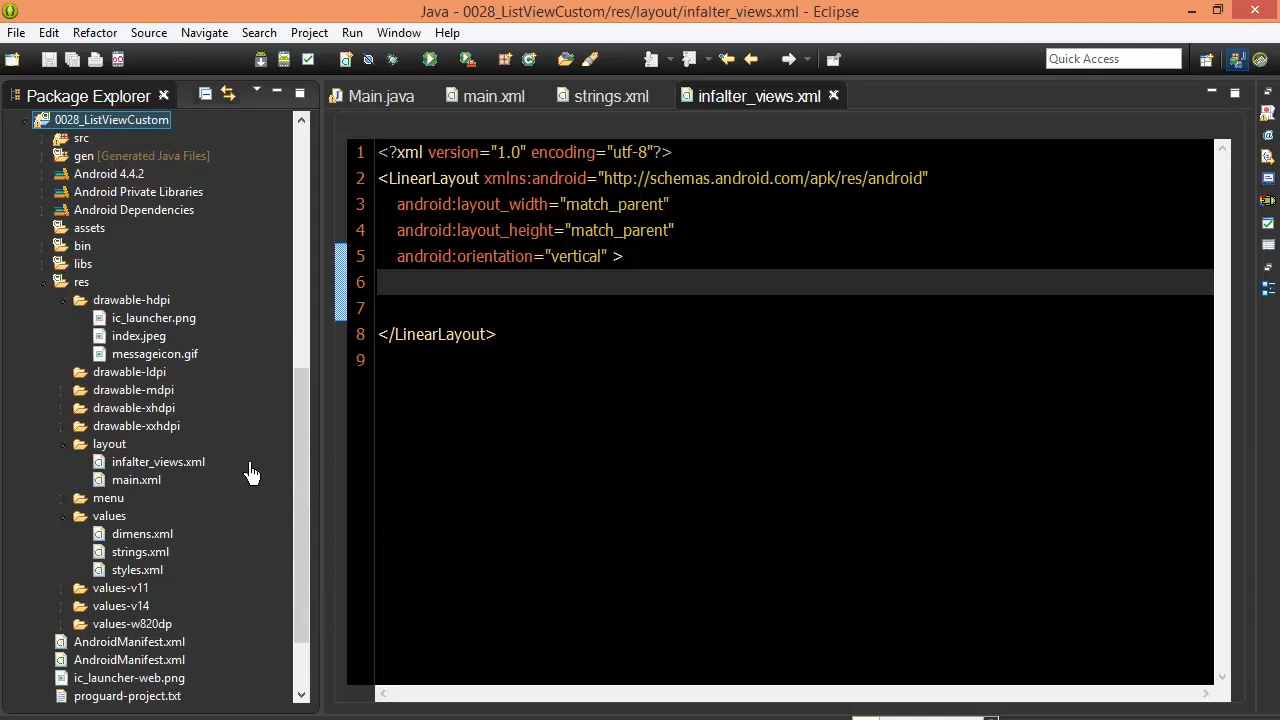 Java - 0028_ListViewCustom/res/layout/infalter_views.xml - Eclipse
File Edit Refactor Source Navigate Search Project Run Window Help
Quick Access
Package Explorer
Main.java main.xml strings.xml infalter_views.xml
0028_ListViewCustom
src
gen [Generated Java Files]
Android 4.4.2
Android Private Libraries
Android Dependencies
assets
bin
libs
res
drawable-hdpi
ic_launcher.png
index.jpeg
messageicon.gif
drawable-ldpi
drawable-mdpi
drawable-xhdpi
drawable-xxhdpi
layout
infalter_views.xml
main.xml
menu
values
dimens.xml
strings.xml
styles.xml
values-v11
values-v14
values-w820dp
AndroidManifest.xml
AndroidManifest.xml
ic_launcher-web.png
proguard-project.txt
1 <?xml version="1.0" encoding="utf-8"?>
2 <LinearLayout xmlns:android="http://schemas.android.com/apk/res/android"
3 android:layout_width="match_parent"
4 android:layout_height="match_parent"
5 android:orientation="vertical" >
6
7
8 </LinearLayout>
9